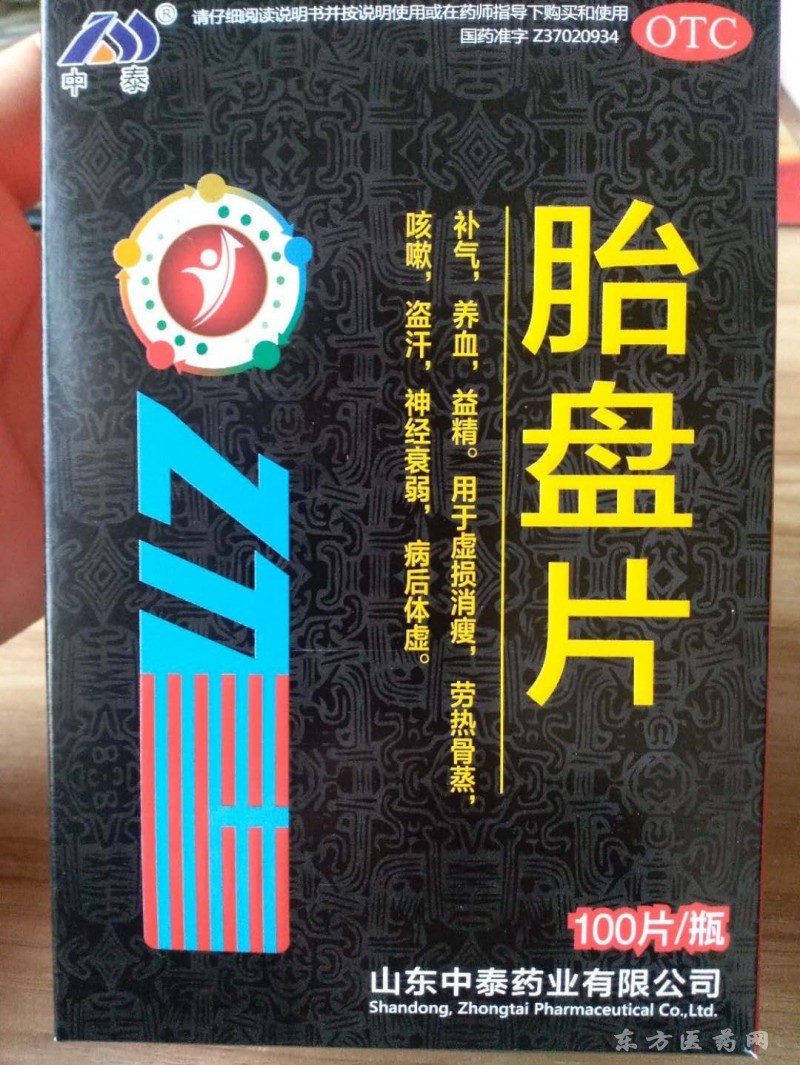 请仔细阅读说明书并按说明使用或在药师指导下购买和使用
国药准字 Z37020934
OTC
®
中泰
胎盘片
补气，养血，益精。用于虚损消瘦，劳热骨蒸，
咳嗽，盗汗，神经衰弱，病后体虚。
100片/瓶
山东中泰药业有限公司
Shandong, Zhongtai Pharmaceutical Co.,Ltd.
东方医药网